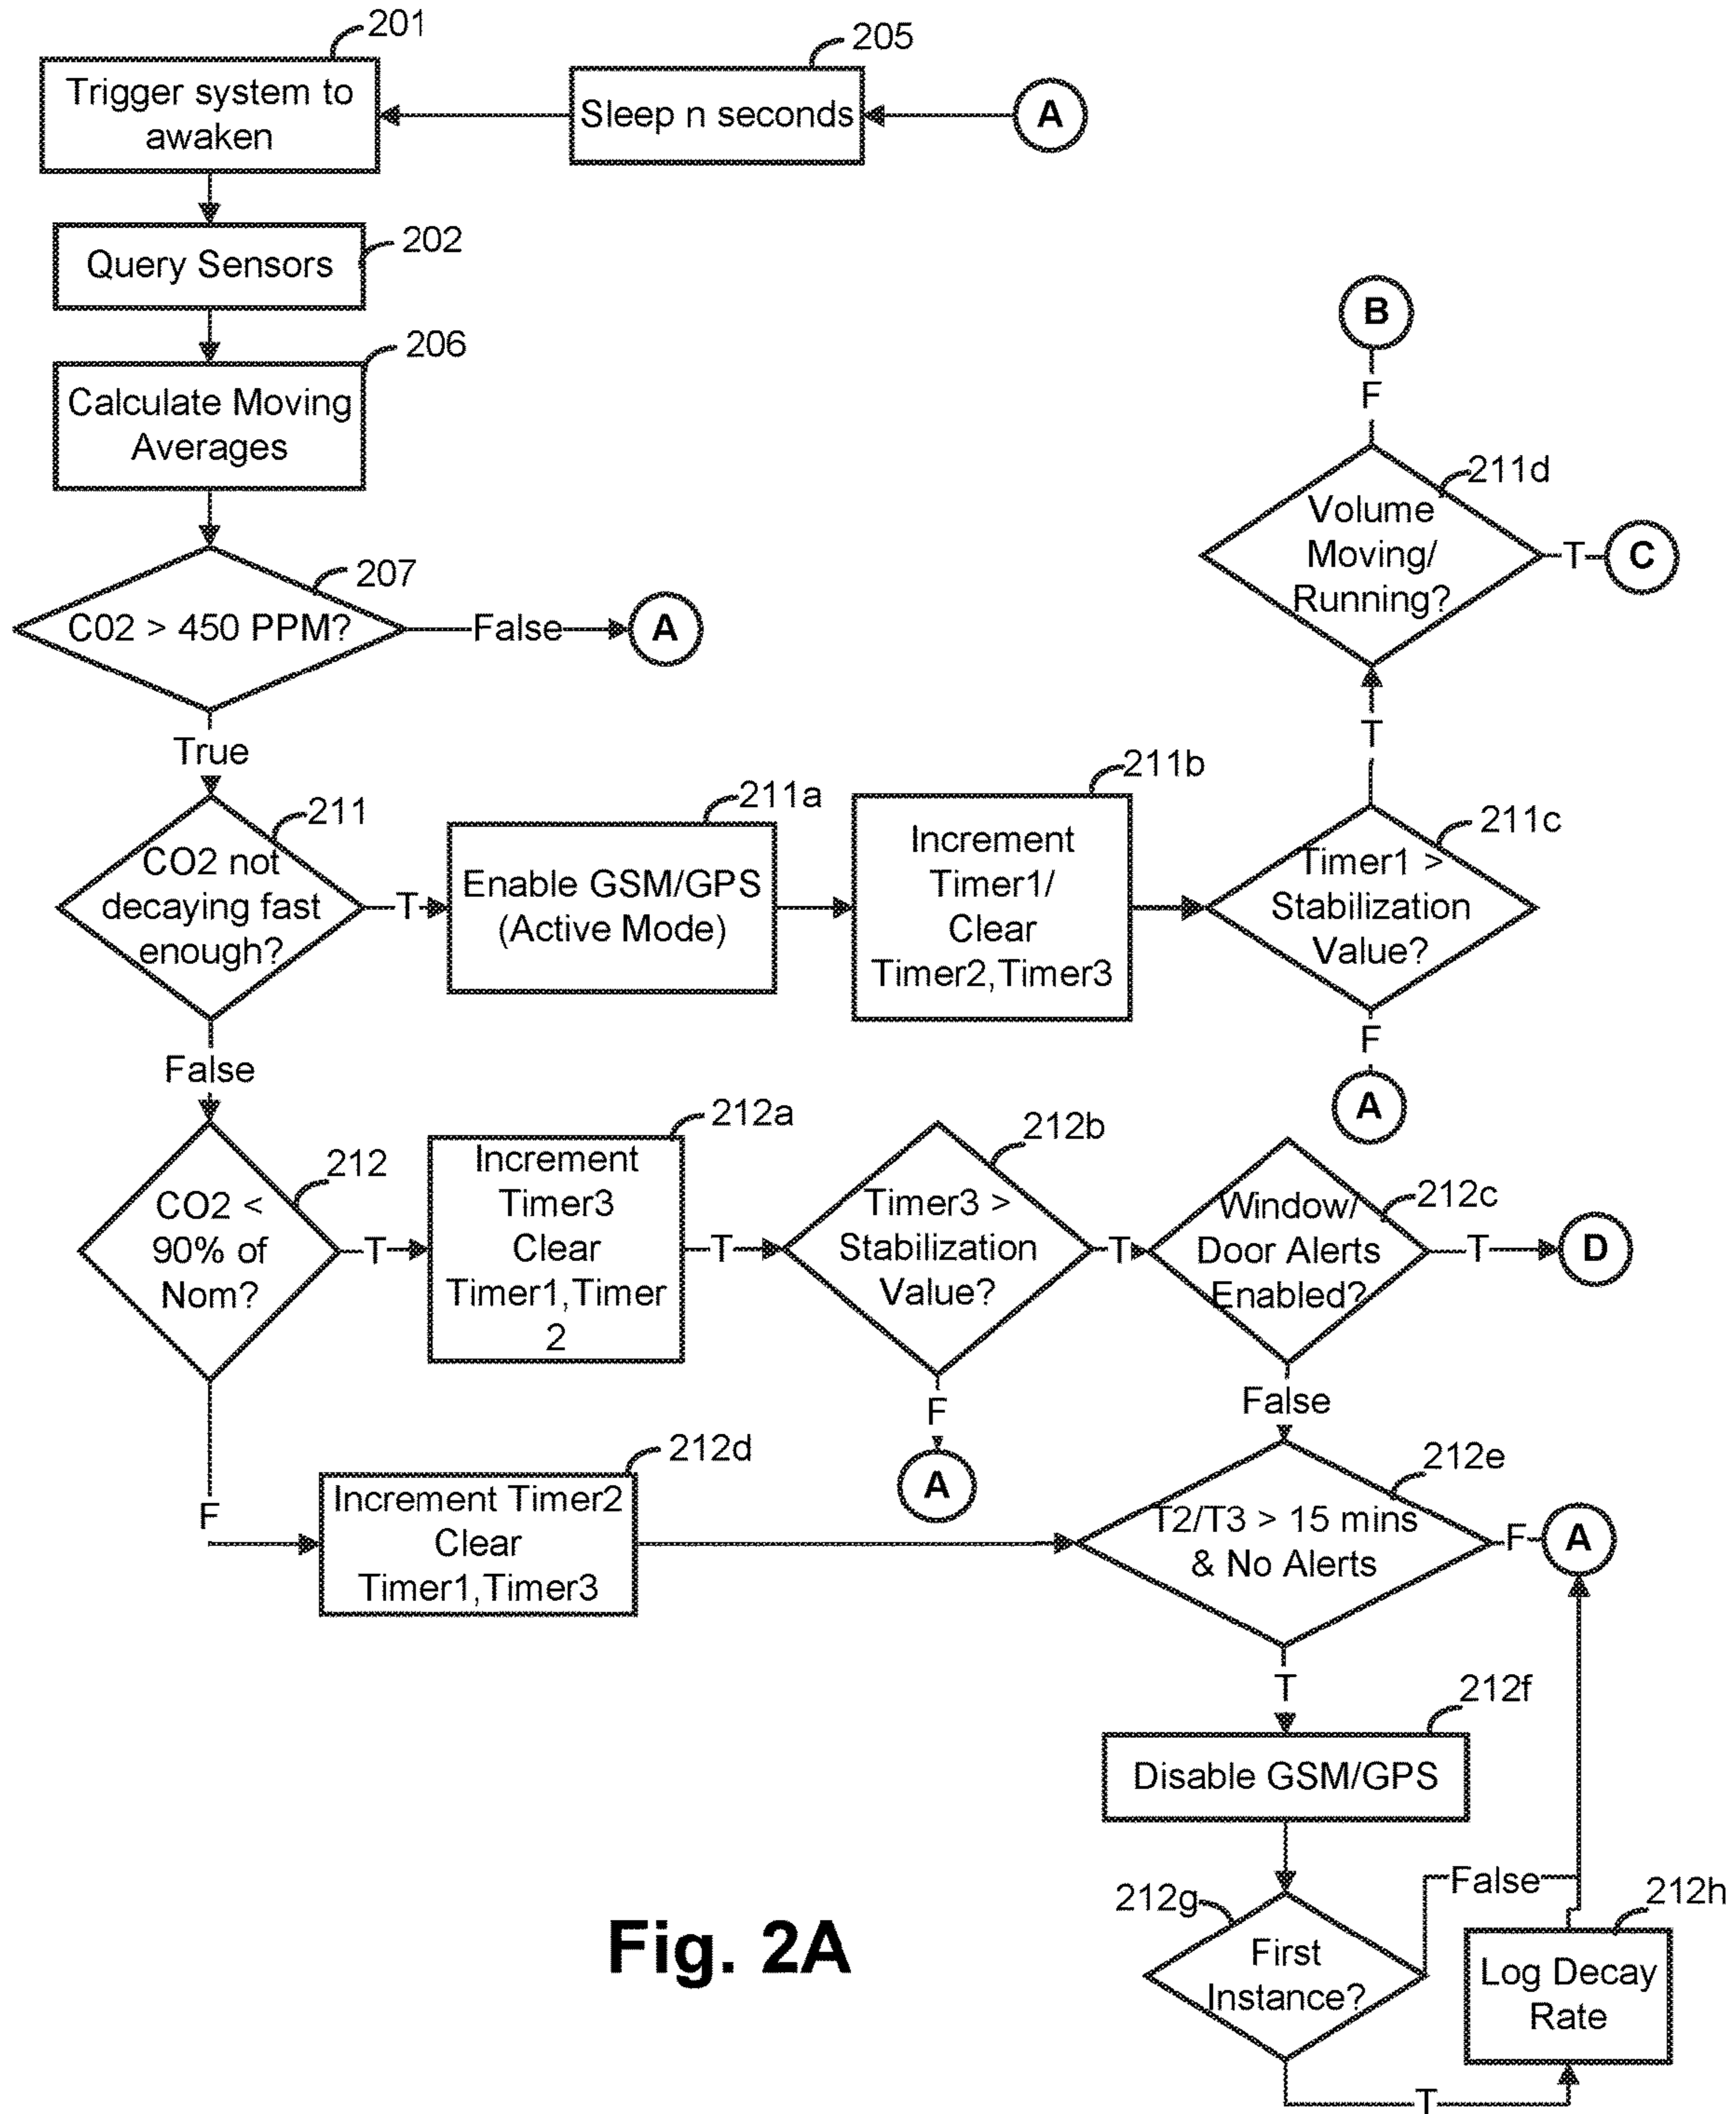 201
Trigger system to
awaken
205
Sleep n seconds
A
202
Query Sensors
206
Calculate Moving
Averages
207
C02 > 450 PPM?
False
A
True
B
F
211d
Volume
Moving/
Running?
T
C
T
211
CO2 not
decaying fast
enough?
T
211a
Enable GSM/GPS
(Active Mode)
211b
Increment
Timer1/
Clear
Timer2,Timer3
211c
Timer1 >
Stabilization
Value?
F
A
False
212
CO2 <
90% of
Nom?
T
212a
Increment
Timer3
Clear
Timer1,Timer
2
T
212b
Timer3 >
Stabilization
Value?
T
F
A
212c
Window/
Door Alerts
Enabled?
T
D
False
F
212d
Increment Timer2
Clear
Timer1,Timer3
212e
T2/T3 > 15 mins
& No Alerts
F
A
T
212f
Disable GSM/GPS
212g
First
Instance?
False
212h
Log Decay
Rate
T
Fig. 2A